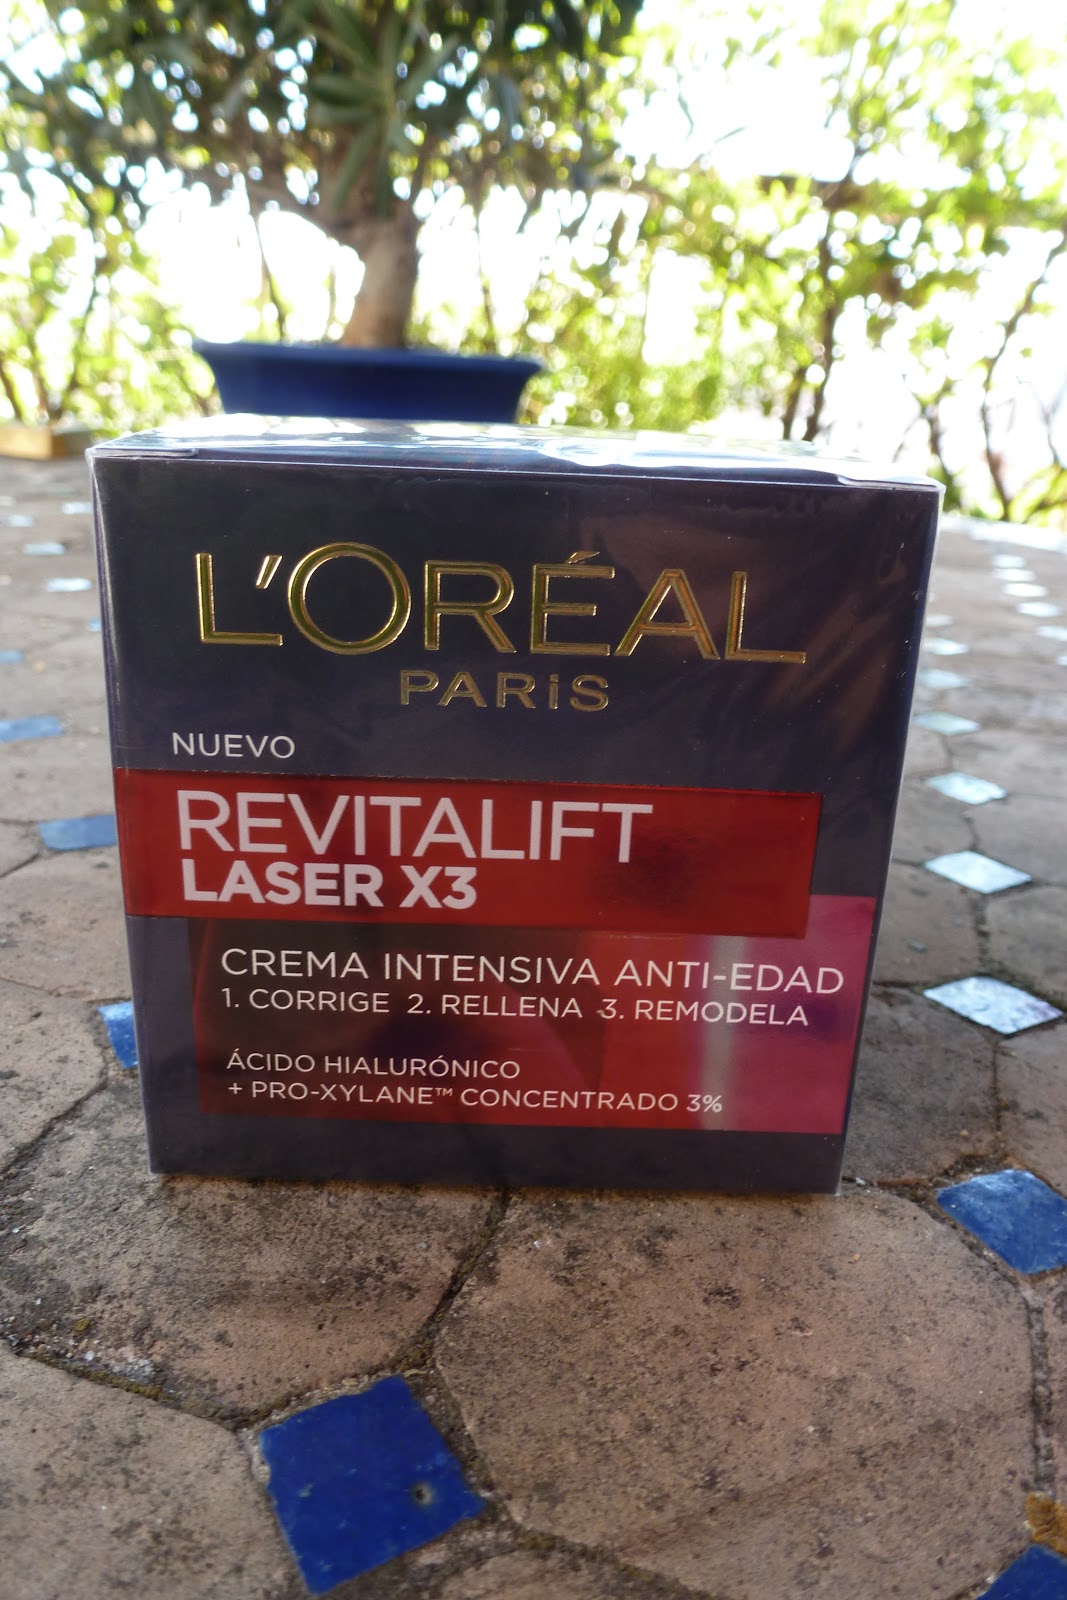 L'ORÉAL
PARiS
NUEVO
REVITALIFT
LASER X3
CREMA INTENSIVA ANTI-EDAD
1. CORRIGE 2. RELLENA 3. REMODELA
ÁCIDO HIALURÓNICO
+ PRO-XYLANE™ CONCENTRADO 3%